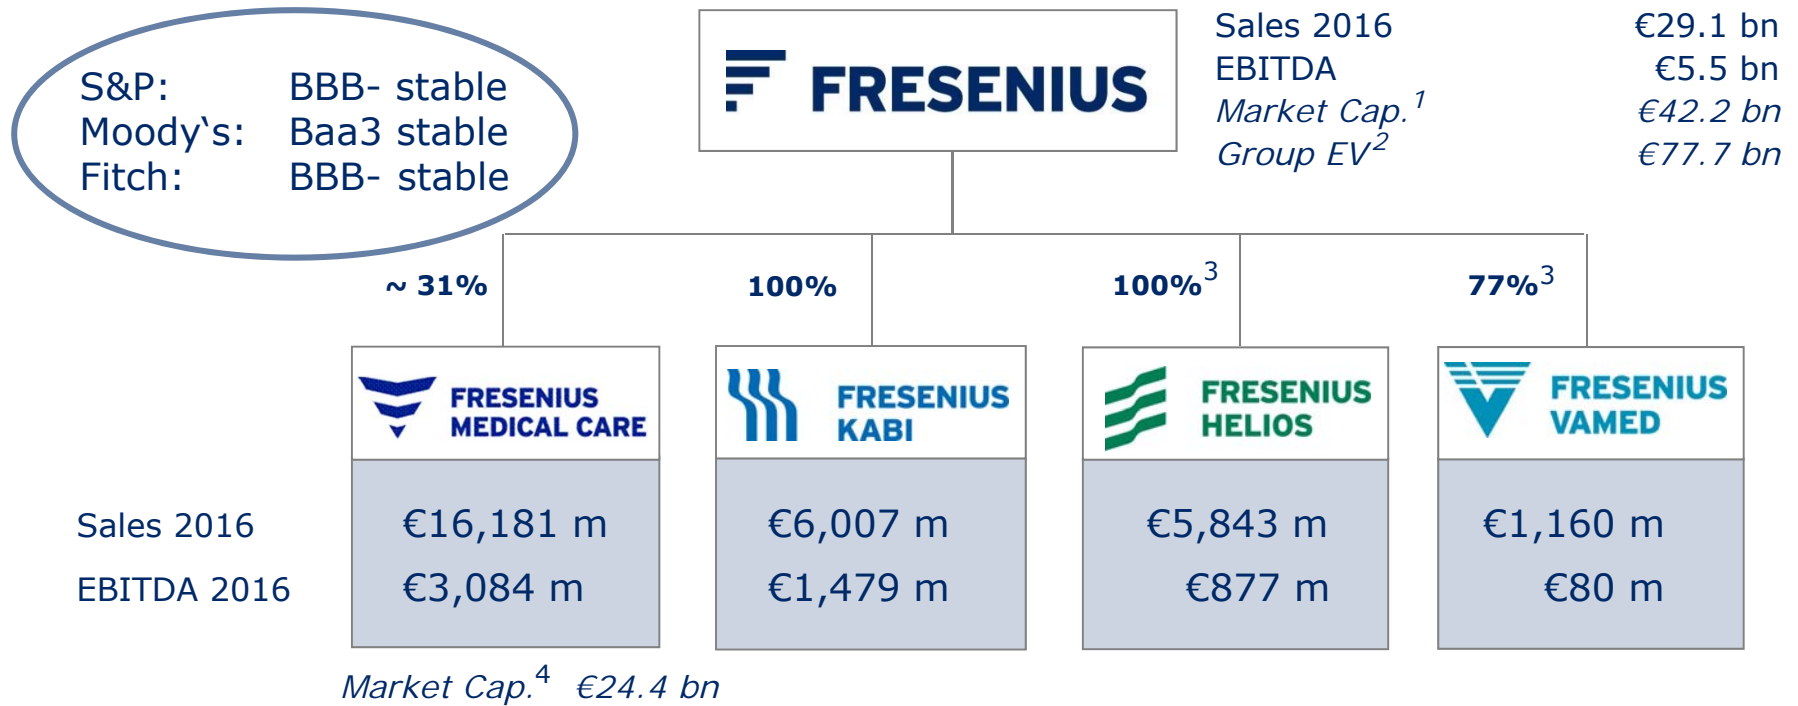 S&P: BBB- stable
Moody‘s: Baa3 stable
Fitch: BBB- stable
FRESENIUS
Sales 2016 €29.1 bn
EBITDA €5.5 bn
Market Cap.1 €42.2 bn
Group EV2 €77.7 bn
~ 31% 100% 100%3 77%3
FRESENIUS
MEDICAL CARE
FRESENIUS
KABI
FRESENIUS
HELIOS
FRESENIUS
VAMED
Sales 2016 €16,181 m €6,007 m €5,843 m €1,160 m
EBITDA 2016 €3,084 m €1,479 m €877 m €80 m
Market Cap.4 €24.4 bn